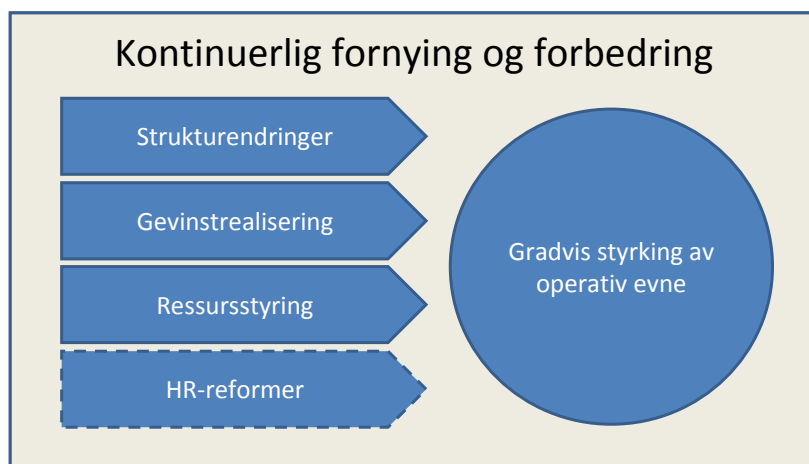 Kontinuerlig fornying og forbedring
Strukturendringer
Gevinstrealisering
Ressursstyring
HR-reformer
Gradvis styrking av
operativ evne